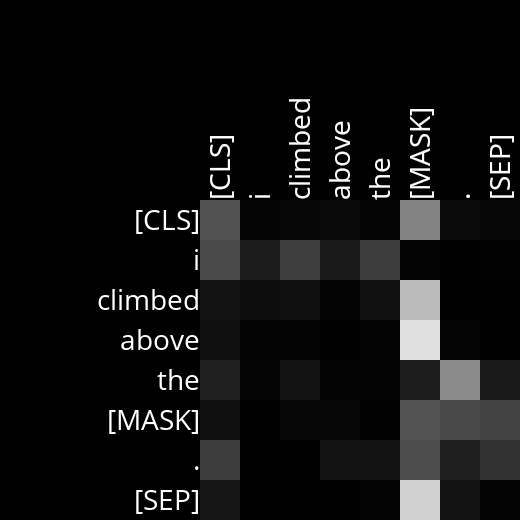 [CLS] i climbed above the [MASK] . [SEP]
[CLS]
i
climbed
above
the
[MASK]
.
[SEP]